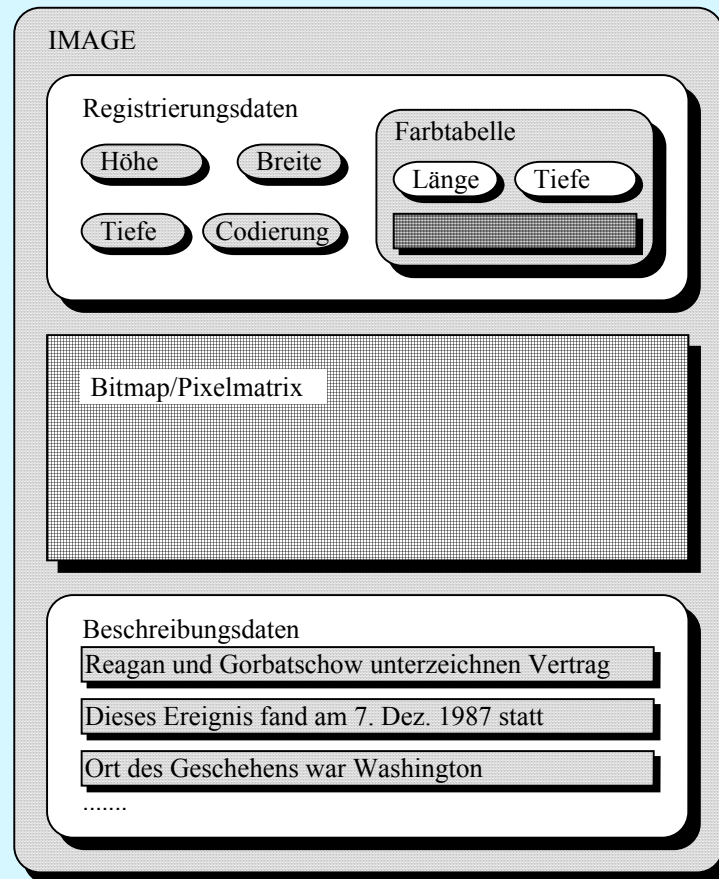 IMAGE
Registrierungsdaten
Höhe
Breite
Tiefe
Codierung
Farbtabelle
Länge
Tiefe
Bitmap/Pixelmatrix
Beschreibungsdaten
Reagan und Gorbatschow unterzeichnen Vertrag
Dieses Ereignis fand am 7. Dez. 1987 statt
Ort des Geschehens war Washington
.......